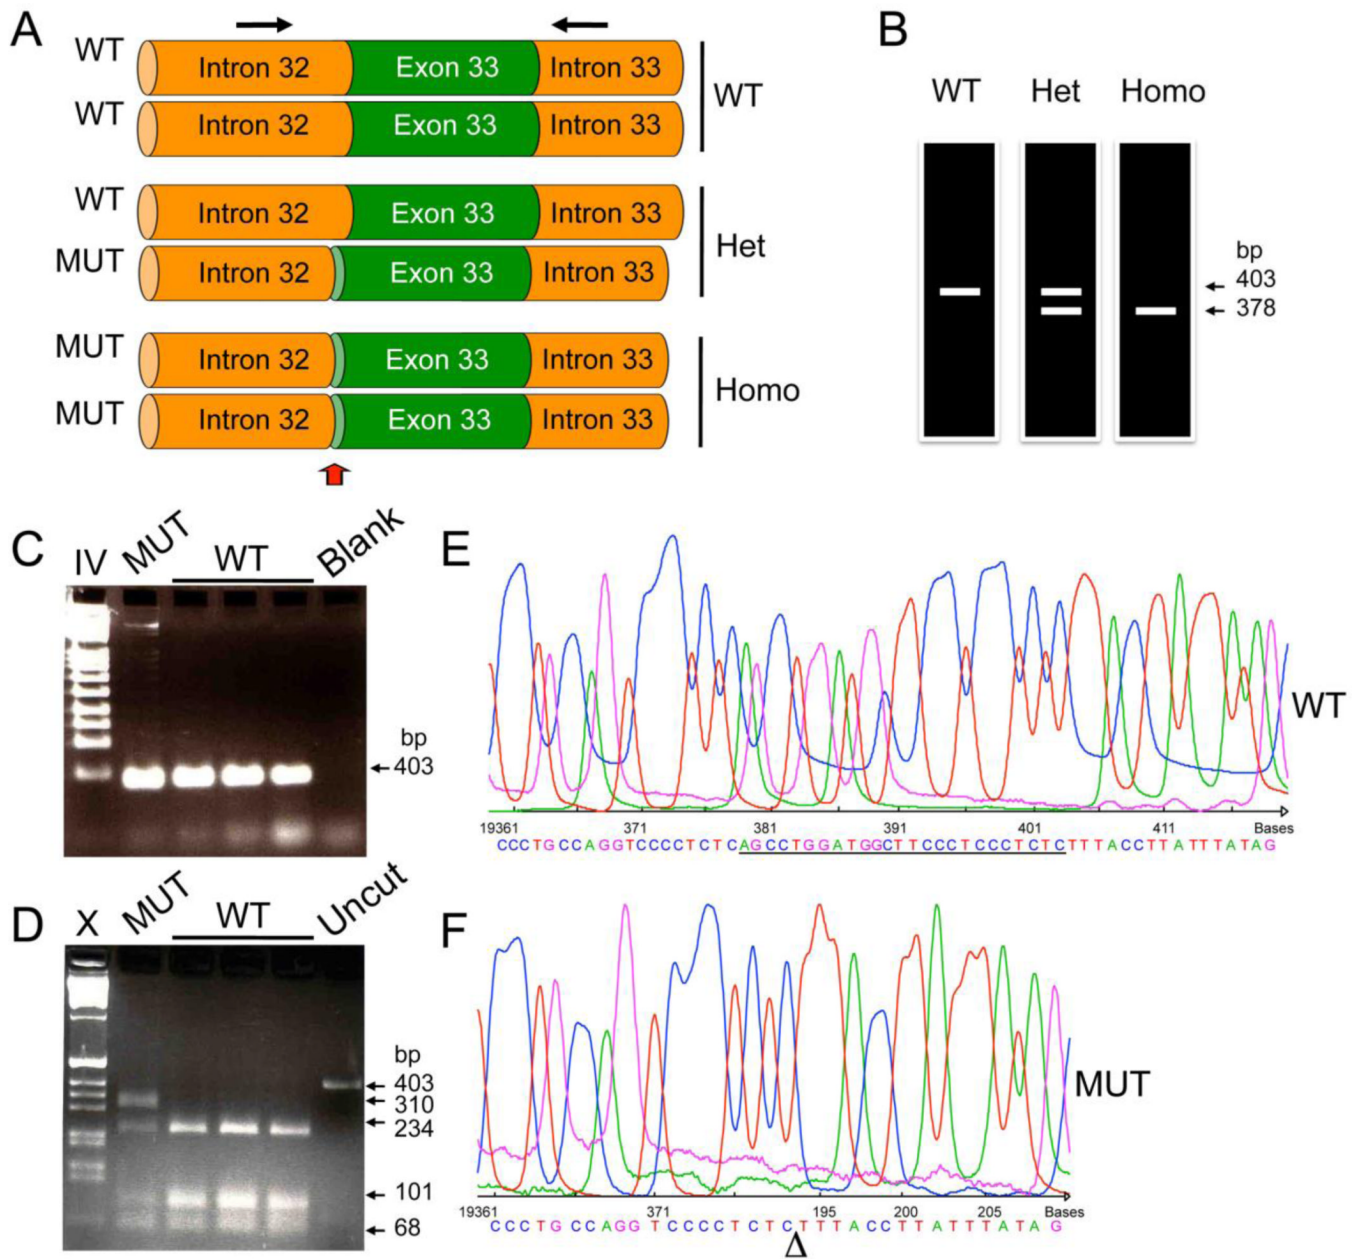 A
WT
Intron 32 Exon 33 Intron 33
WT
Intron 32 Exon 33 Intron 33
WT
WT
Intron 32 Exon 33 Intron 33
MUT
Intron 32 Exon 33 Intron 33
Het
MUT
Intron 32 Exon 33 Intron 33
MUT
Intron 32 Exon 33 Intron 33
Homo
B
WT Het Homo
bp
403
378
C
IV MUT WT Blank
bp
403
D
X MUT WT Uncut
bp
403
310
234
101
68
E
WT
19361 371 381 391 401 411 Bases
CCCTGCCAGGTCCCCTCTCAGCCTGGATGGCTTCCCTCCCTCTCTTTACCTTATTTATAG
F
MUT
19361 371 195 200 205 Bases
CCCTGCCAGGTCCCCTCTCTTTACCTTATTTATAG
Δ